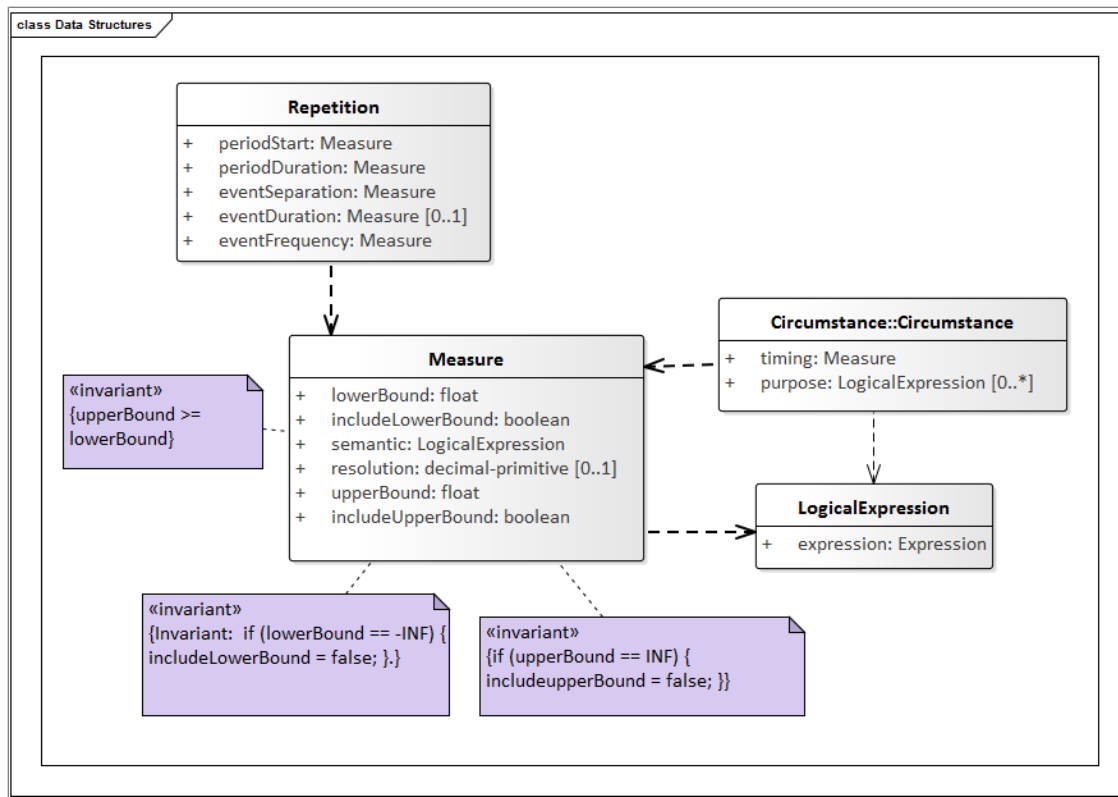 class Data Structures
Repetition
+ periodStart: Measure
+ periodDuration: Measure
+ eventSeparation: Measure
+ eventDuration: Measure [0..1]
+ eventFrequency: Measure
Circumstance::Circumstance
+ timing: Measure
+ purpose: LogicalExpression [0..*]
Measure
+ lowerBound: float
+ includeLowerBound: boolean
+ semantic: LogicalExpression
+ resolution: decimal-primitive [0..1]
+ upperBound: float
+ includeUpperBound: boolean
«invariant»
{upperBound >=
lowerBound}
LogicalExpression
+ expression: Expression
«invariant»
{Invariant:  if (lowerBound == -INF) {
includeLowerBound = false; }.}
«invariant»
{if (upperBound == INF) {
includeupperBound = false; }}